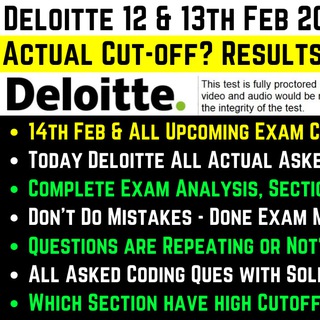 Deloitte 12 & 13th Feb 20
Actual Cut-off? Results
Deloitte.
This test is fully proctored
video and audio would be r
the integrity of the test.
• 14th Feb & All Upcoming Exam C
• Today Deloitte All Actual Aske
• Complete Exam Analysis, Sectio
• Don't Do Mistakes - Done Exam M
• Questions are Repeating or Not
• All Asked Coding Ques with Sol
• Which Section have high Cutoff